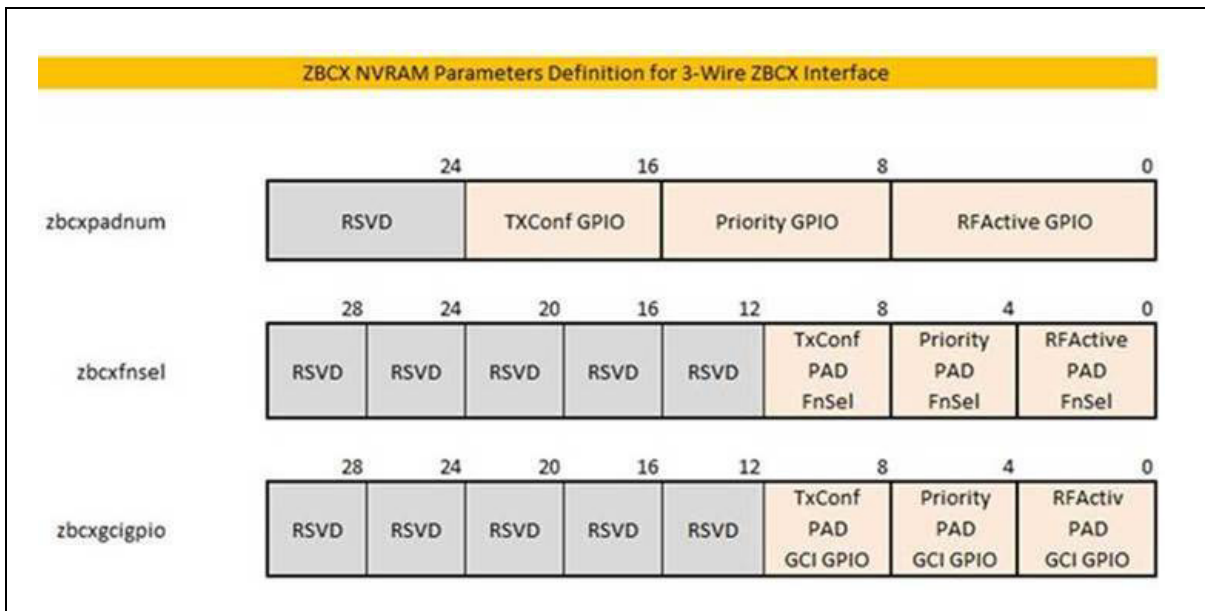 ZBCX NVRAM Parameters Definition for 3-Wire ZBCX Interface
24 16 8 0
zbcxpadnum RSVD TXConf GPIO Priority GPIO RFActive GPIO
28 24 20 16 12 8 4 0
TxConf Priority RFActive
zbcxfnsel RSVD RSVD RSVD RSVD RSVD PAD PAD PAD
FnSel FnSel FnSel
28 24 20 16 12 8 4 0
TxConf Priority RFActiv
zbcxgcigpio RSVD RSVD RSVD RSVD RSVD PAD PAD PAD
GCI GPIO GCI GPIO GCI GPIO